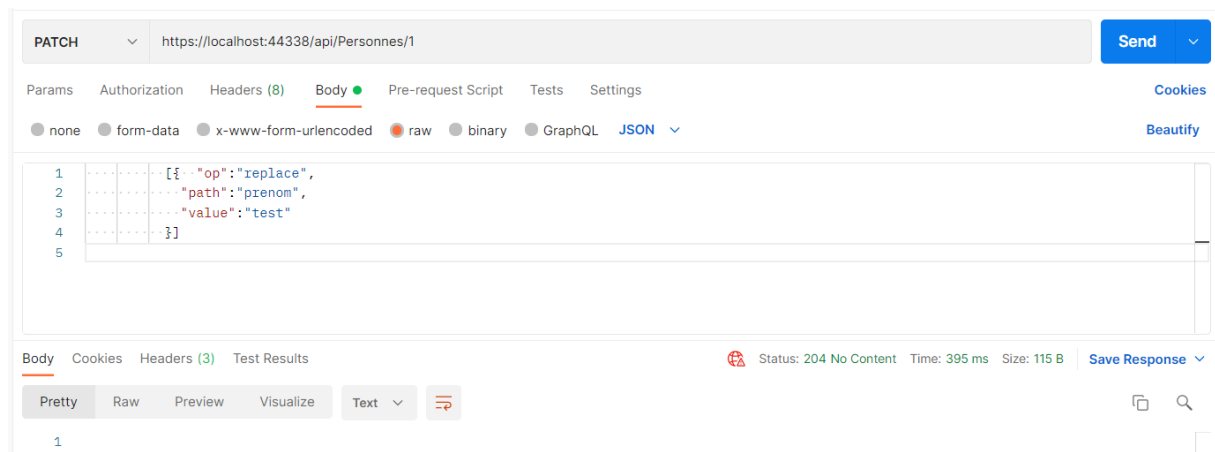 PATCH https://localhost:44338/api/Personnes/1 Send
Params Authorization Headers (8) Body Pre-request Script Tests Settings Cookies
none form-data x-www-form-urlencoded raw binary GraphQL JSON Beautify
1 [{ "op":"replace",
2 "path":"prenom",
3 "value":"test"
4 }]
5
Body Cookies Headers (3) Test Results Status: 204 No Content Time: 395 ms Size: 115 B Save Response
Pretty Raw Preview Visualize Text
1